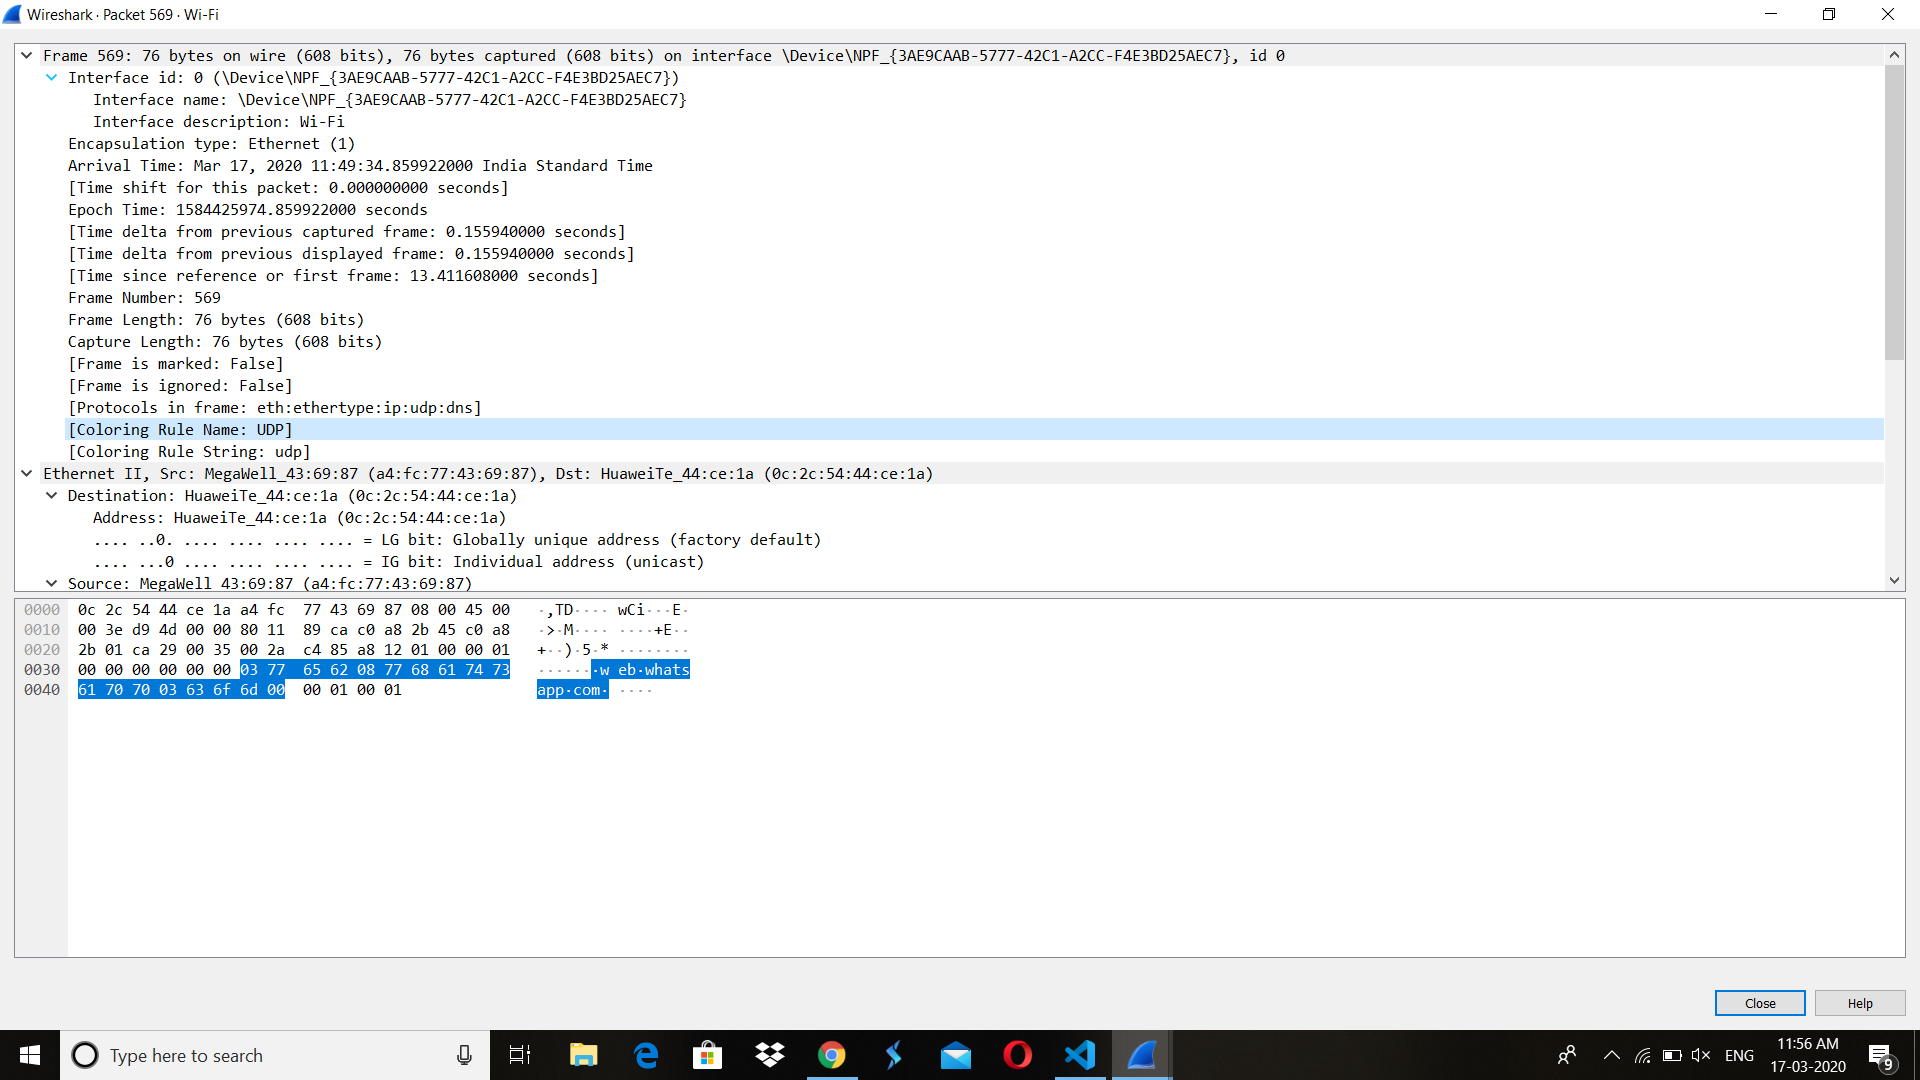 Wireshark · Packet 569 · Wi-Fi
Frame 569: 76 bytes on wire (608 bits), 76 bytes captured (608 bits) on interface \Device\NPF_{3AE9CAAB-5777-42C1-A2CC-F4E3BD25AEC7}, id 0
Interface id: 0 (\Device\NPF_{3AE9CAAB-5777-42C1-A2CC-F4E3BD25AEC7})
Interface name: \Device\NPF_{3AE9CAAB-5777-42C1-A2CC-F4E3BD25AEC7}
Interface description: Wi-Fi
Encapsulation type: Ethernet (1)
Arrival Time: Mar 17, 2020 11:49:34.859922000 India Standard Time
[Time shift for this packet: 0.000000000 seconds]
Epoch Time: 1584425974.859922000 seconds
[Time delta from previous captured frame: 0.155940000 seconds]
[Time delta from previous displayed frame: 0.155940000 seconds]
[Time since reference or first frame: 13.411608000 seconds]
Frame Number: 569
Frame Length: 76 bytes (608 bits)
Capture Length: 76 bytes (608 bits)
[Frame is marked: False]
[Frame is ignored: False]
[Protocols in frame: eth:ethertype:ip:udp:dns]
[Coloring Rule Name: UDP]
[Coloring Rule String: udp]
Ethernet II, Src: MegaWell_43:69:87 (a4:fc:77:43:69:87), Dst: HuaweiTe_44:ce:1a (0c:2c:54:44:ce:1a)
Destination: HuaweiTe_44:ce:1a (0c:2c:54:44:ce:1a)
Address: HuaweiTe_44:ce:1a (0c:2c:54:44:ce:1a)
.... ..0. .... .... .... .... = LG bit: Globally unique address (factory default)
.... ...0 .... .... .... .... = IG bit: Individual address (unicast)
Source: MegaWell_43:69:87 (a4:fc:77:43:69:87)
0000 0c 2c 54 44 ce 1a a4 fc 77 43 69 87 08 00 45 00 ·,TD···· wCi···E·
0010 00 3e d9 4d 00 00 80 11 89 ca c0 a8 2b 45 c0 a8 ·>·M···· ····+E··
0020 2b 01 ca 29 00 35 00 2a c4 85 a8 12 01 00 00 01 +··)·5·* ········
0030 00 00 00 00 00 00 03 77 65 62 08 77 68 61 74 73 ·······w eb·whats
0040 61 70 70 03 63 6f 6d 00 00 01 00 01 app·com· ····
Close Help
Type here to search
ENG
11:56 AM
17-03-2020
9